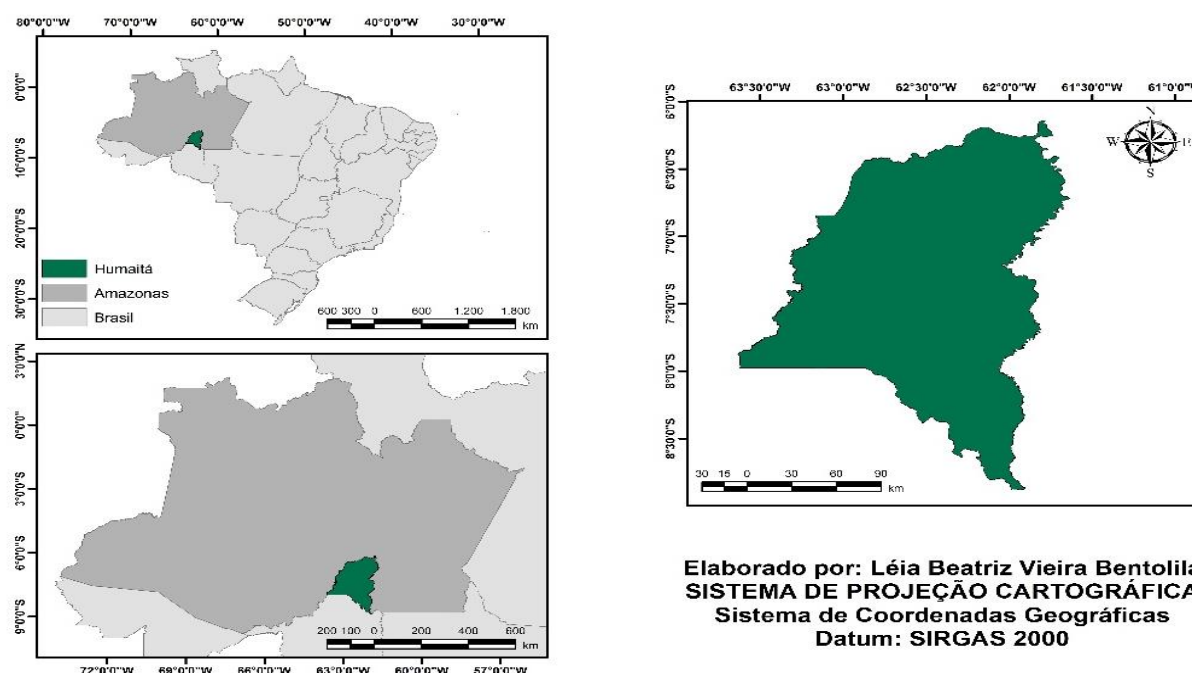 80°0'0"W 70°0'0"W 60°0'0"W 50°0'0"W 40°0'0"W 30°0'0"W
0°0'0"
10°0'0"S
20°0'0"S
30°0'0"S
Humaitá
Amazonas
Brasil
600 300 0 600 1.200 1.800
km
3°0'0"N
0°0'0"
3°0'0"S
6°0'0"S
9°0'0"S
200 100 0 200 400 600
km
72°0'0"W 69°0'0"W 66°0'0"W 63°0'0"W 60°0'0"W 57°0'0"W
63°30'0"W 63°0'0"W 62°30'0"W 62°0'0"W 61°30'0"W 61°0'0"W
6°0'0"S
6°30'0"S
7°0'0"S
7°30'0"S
8°0'0"S
8°30'0"S
N
W E
S
30 15 0 30 60 90
km
Elaborado por: Léia Beatriz Vieira Bentolila
SISTEMA DE PROJEÇÃO CARTOGRÁFICA
Sistema de Coordenadas Geográficas
Datum: SIRGAS 2000